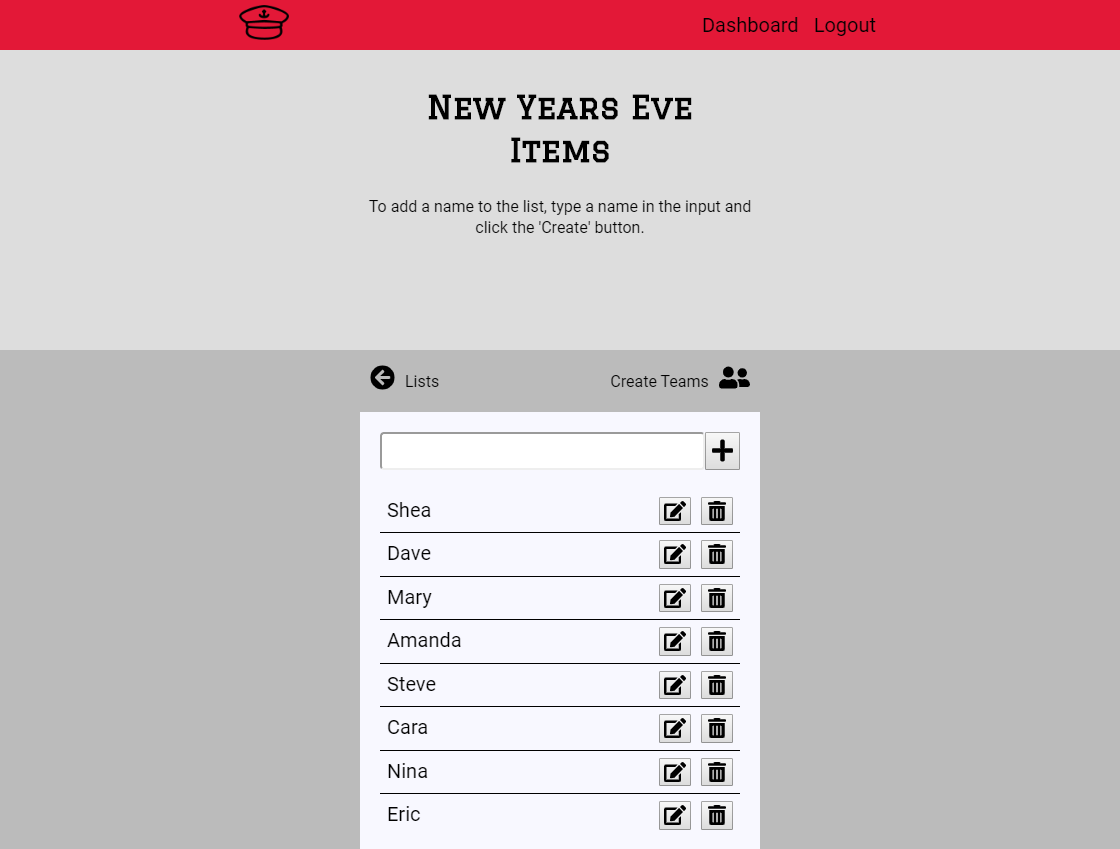 Dashboard Logout
New Years Eve
Items
To add a name to the list, type a name in the input and
click the 'Create' button.
Lists Create Teams
Shea
Dave
Mary
Amanda
Steve
Cara
Nina
Eric